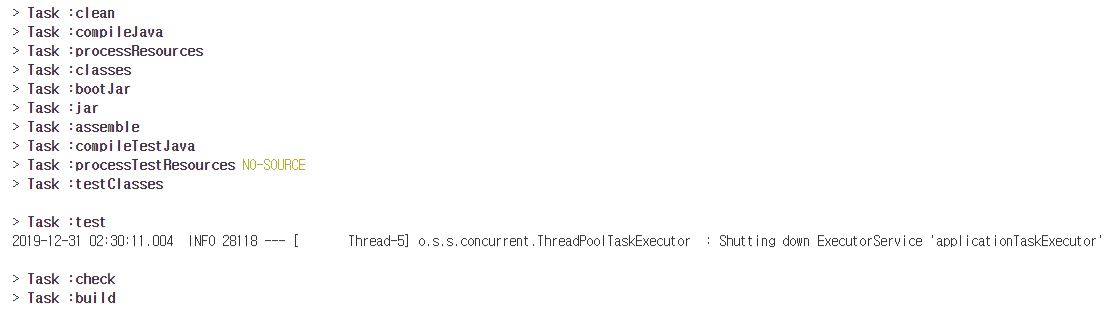 > Task :clean
> Task :compileJava
> Task :processResources
> Task :classes
> Task :bootJar
> Task :jar
> Task :assemble
> Task :compileTestJava
> Task :processTestResources NO-SOURCE
> Task :testClasses
> Task :test
2019-12-31 02:30:11.004  INFO 28118 --- [       Thread-5] o.s.s.concurrent.ThreadPoolTaskExecutor  : Shutting down ExecutorService 'applicationTaskExecutor'
> Task :check
> Task :build